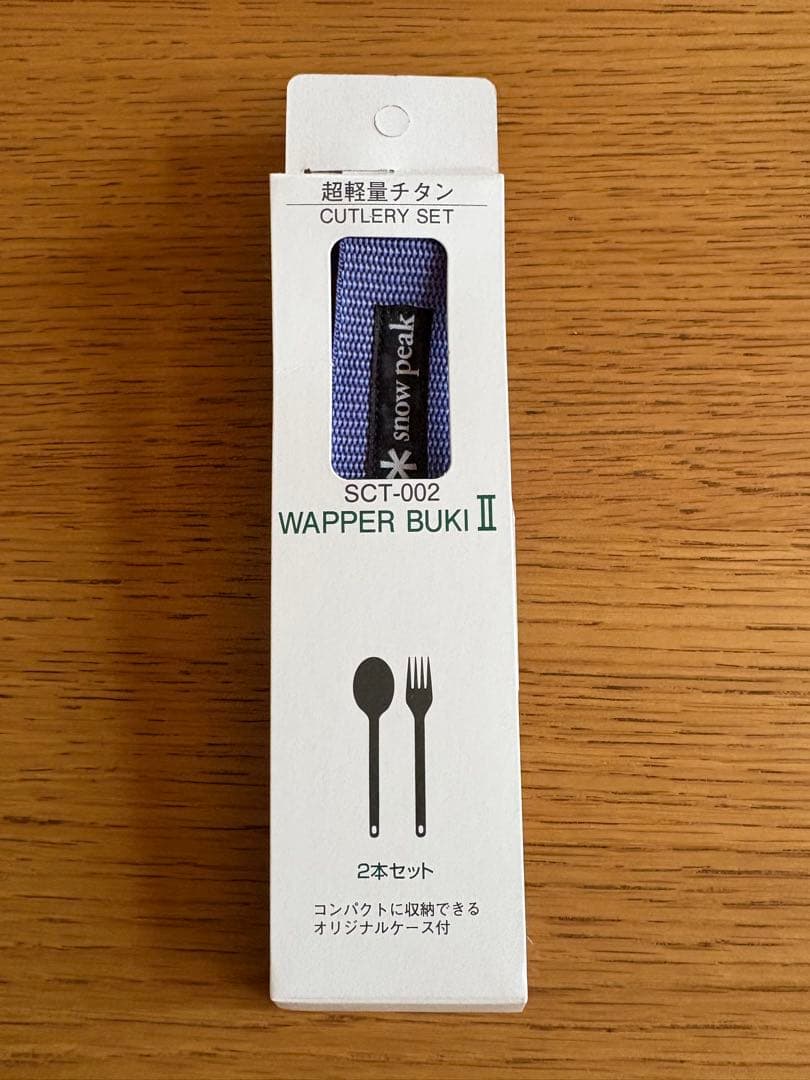 超軽量チタン
CUTLERY SET
snow peak
SCT-002
WAPPER BUKI II
2本セット
コンパクトに収納できる
オリジナルケース付